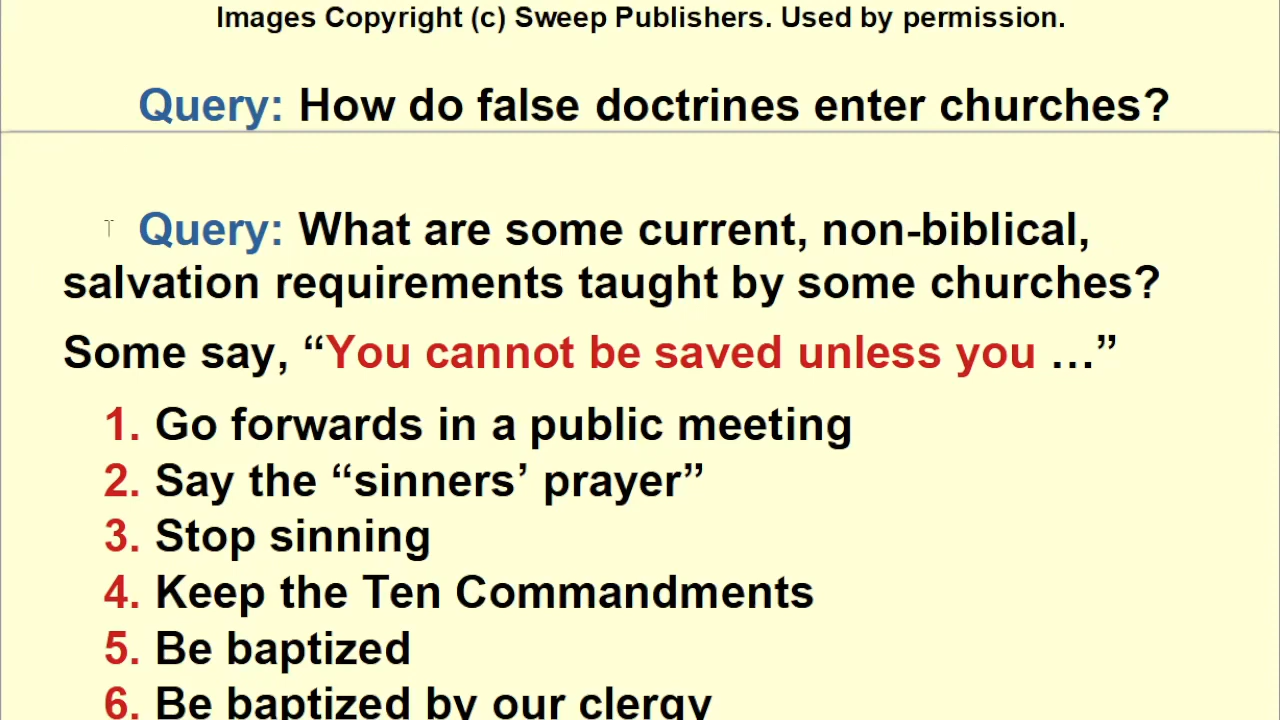 Images Copyright (c) Sweep Publishers. Used by permission.
Query: How do false doctrines enter churches?
Query: What are some current, non-biblical,
salvation requirements taught by some churches?
Some say, “You cannot be saved unless you …”
1. Go forwards in a public meeting
2. Say the “sinners’ prayer”
3. Stop sinning
4. Keep the Ten Commandments
5. Be baptized
6. Be baptized by our clergy